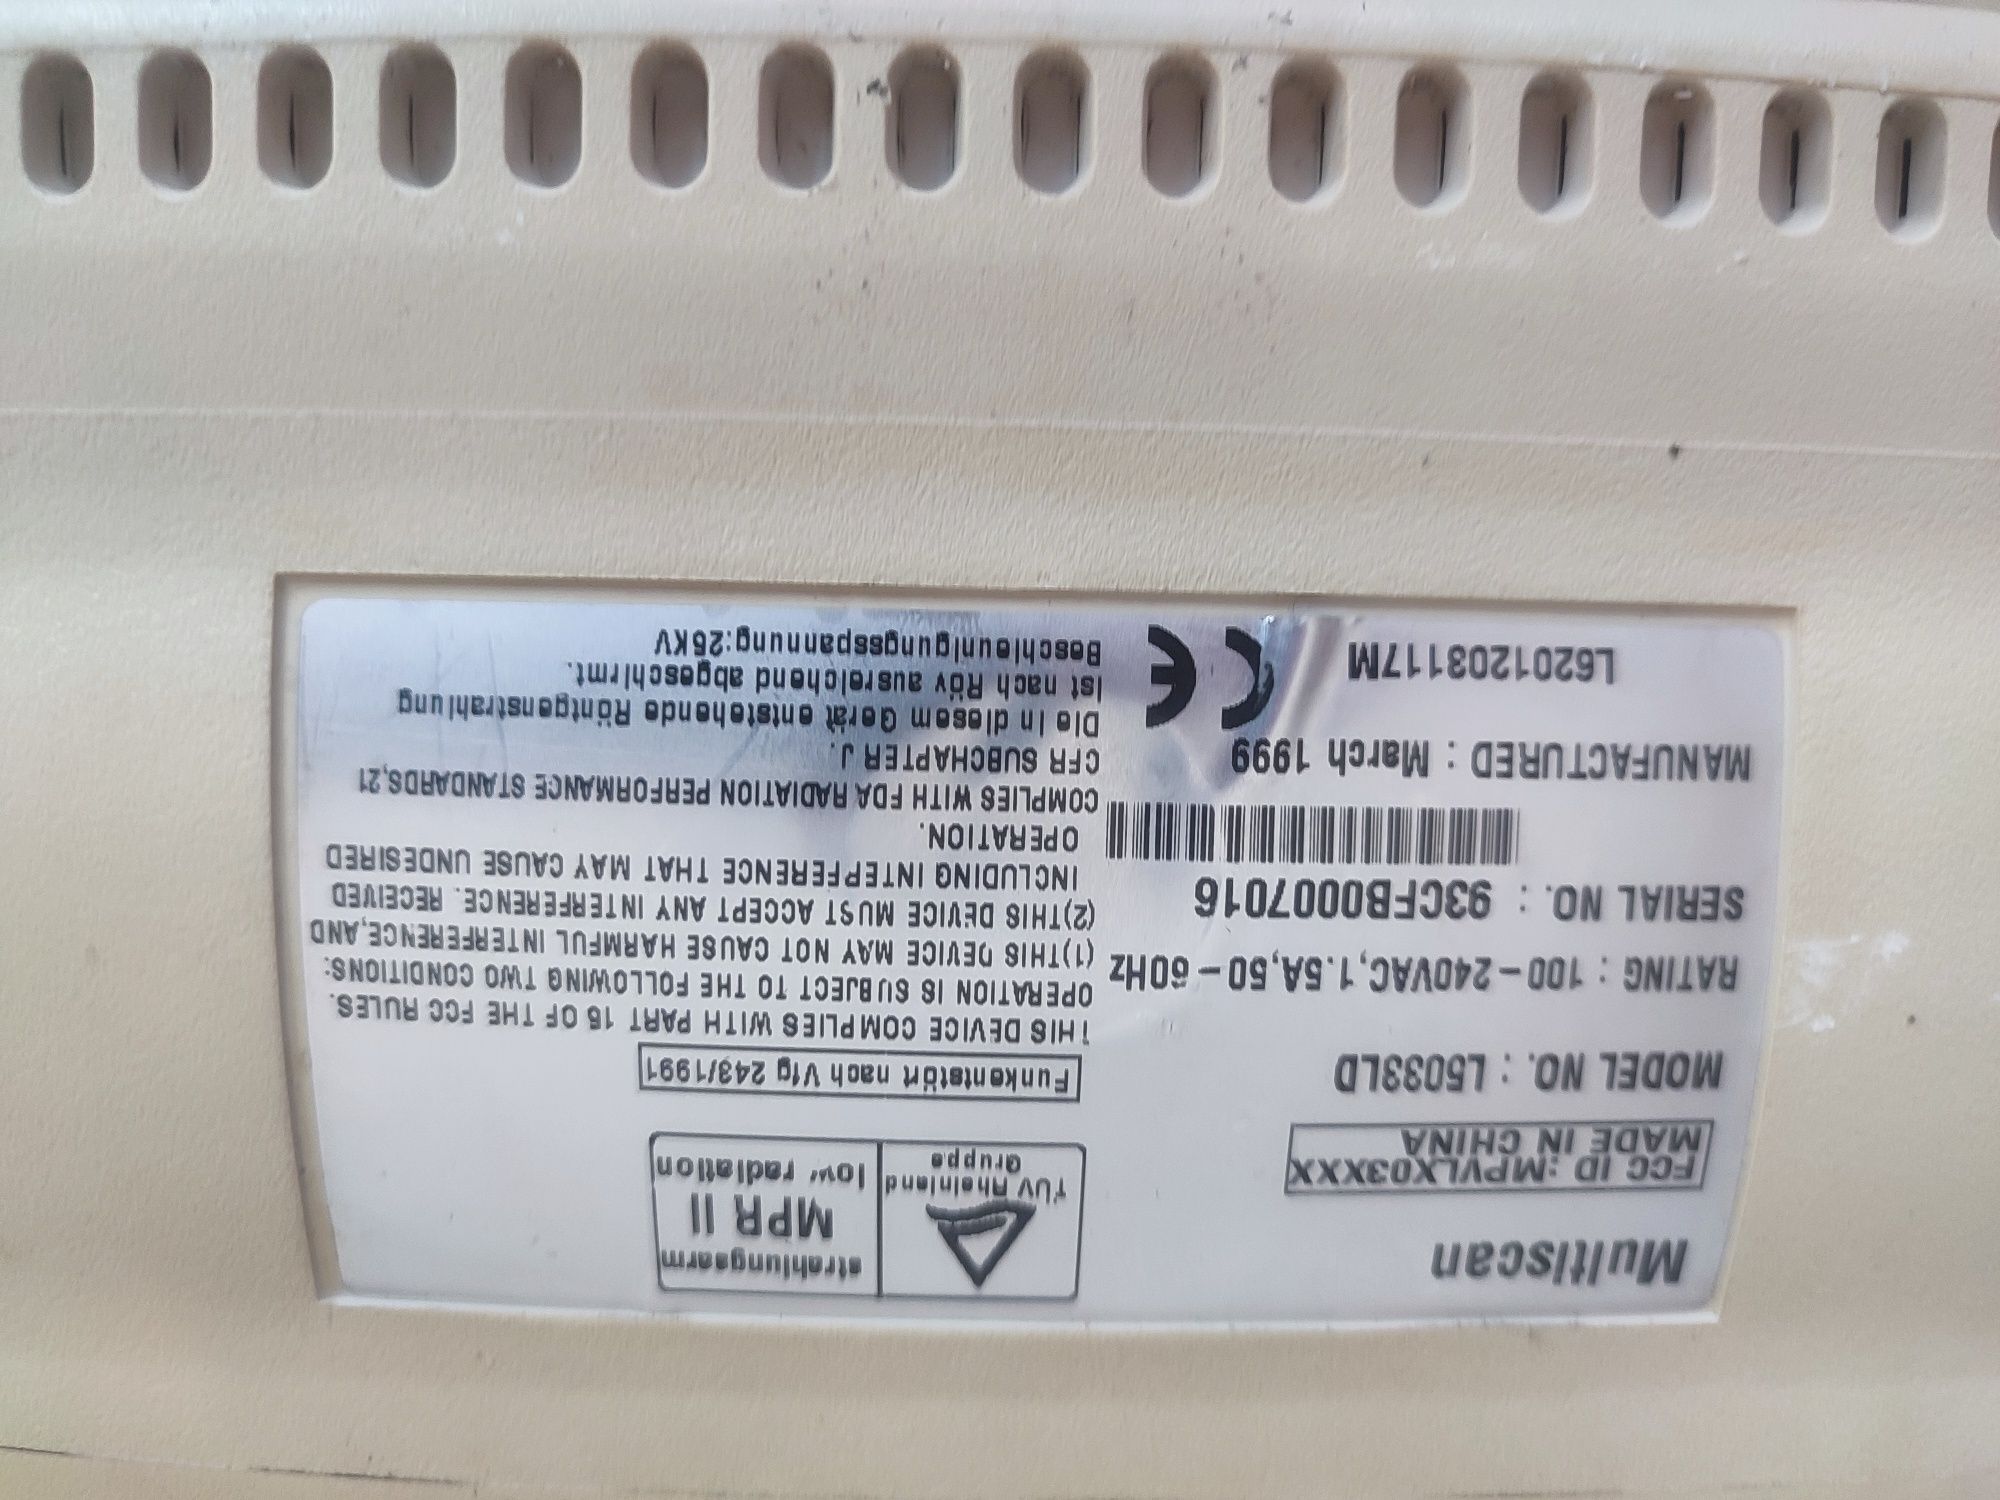 Multiscan
FCC ID :MPVLX03XXX
MADE IN CHINA
MODEL NO. : L5033LD
RATING : 100-240VAC,1.5A,50-60Hz
SERIAL NO. : 93CFB0007016
MANUFACTURED : March 1999
L6201203117M
CE
TÜV Rheinland
Gruppe
strahlungsarm
MPR II
low radiation
Funkentstört nach Vfg 243/1991
THIS DEVICE COMPLIES WITH PART 15 OF THE FCC RULES.
OPERATION IS SUBJECT TO THE FOLLOWING TWO CONDITIONS:
(1)THIS DEVICE MAY NOT CAUSE HARMFUL INTERFERENCE,AND
(2)THIS DEVICE MUST ACCEPT ANY INTERFERENCE. RECEIVED
INCLUDING INTEPFERENCE THAT MAY CAUSE UNDESIRED
OPERATION.
COMPLIES WITH FDA RADIATION PERFORMANCE STANDARDS,21
CFR SUBCHAPTER J.
Die in diesem Gerät entstehende Röntgenstrahlung
ist nach Röv ausreichend abgeschirmt.
Beschleunigungsspannung:25KV